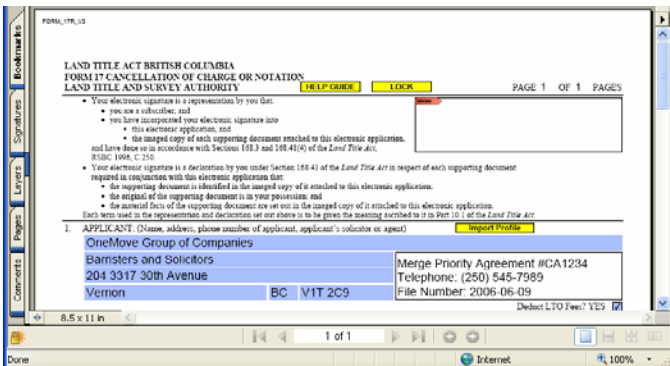 FORM_17R_V3
Bookmarks
Signatures
Layers
Pages
Comments
LAND TITLE ACT BRITISH COLUMBIA
FORM 17 CANCELLATION OF CHARGE OR NOTATION
LAND TITLE AND SURVEY AUTHORITY HELP GUIDE LOCK PAGE 1 OF 1 PAGES
• Your electronic signature is a representation by you that:
• you are a subscriber; and
• you have incorporated your electronic signature into
• this electronic application, and
• the imaged copy of each supporting document attached to this electronic application,
and have done so in accordance with Sections 168.3 and 168.41(4) of the Land Title Act,
RSBC 1996, C.250.
• Your electronic signature is a declaration by you under Section 168.41 of the Land Title Act in respect of each supporting document
required in conjunction with this electronic application that:
• the supporting document is identified in the imaged copy of it attached to this electronic application;
• the original of the supporting document is in your possession; and
• the material facts of the supporting document are set out in the imaged copy of it attached to this electronic application.
Each term used in the representation and declaration set out above is to be given the meaning ascribed to it in Part 10.1 of the Land Title Act
1. APPLICANT: (Name, address, phone number of applicant, applicant's solicitor or agent) Import Profile
OneMove Group of Companies
Barristers and Solicitors
204 3317 30th Avenue
Vernon BC V1T 2C9
Merge Priority Agreement #CA1234
Telephone: (250) 545-7989
File Number: 2006-06-09
Deduct LTO Fees? YES
8.5 x 11 in
1 of 1
Done Internet 100%